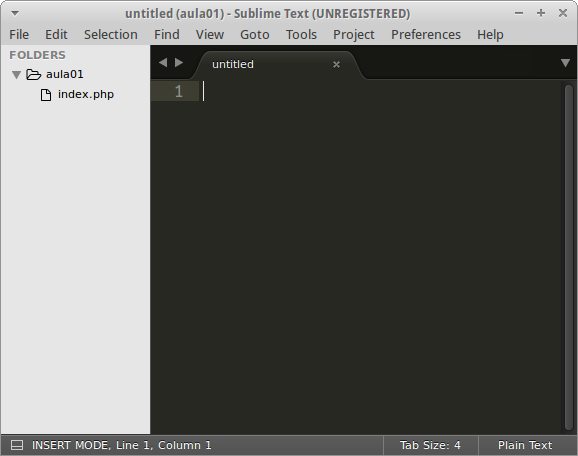 untitled (aula01) - Sublime Text (UNREGISTERED)
File Edit Selection Find View Goto Tools Project Preferences Help
FOLDERS
aula01
index.php
untitled
1
INSERT MODE, Line 1, Column 1 Tab Size: 4 Plain Text